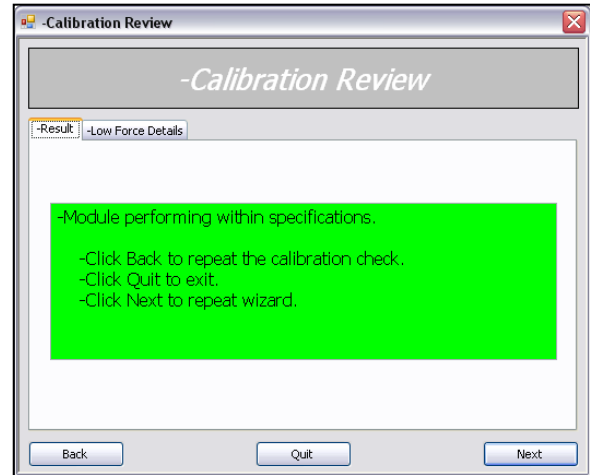 -Calibration Review
-Calibration Review
-Result -Low Force Details
-Module performing within specifications.
-Click Back to repeat the calibration check.
-Click Quit to exit.
-Click Next to repeat wizard.
Back Quit Next